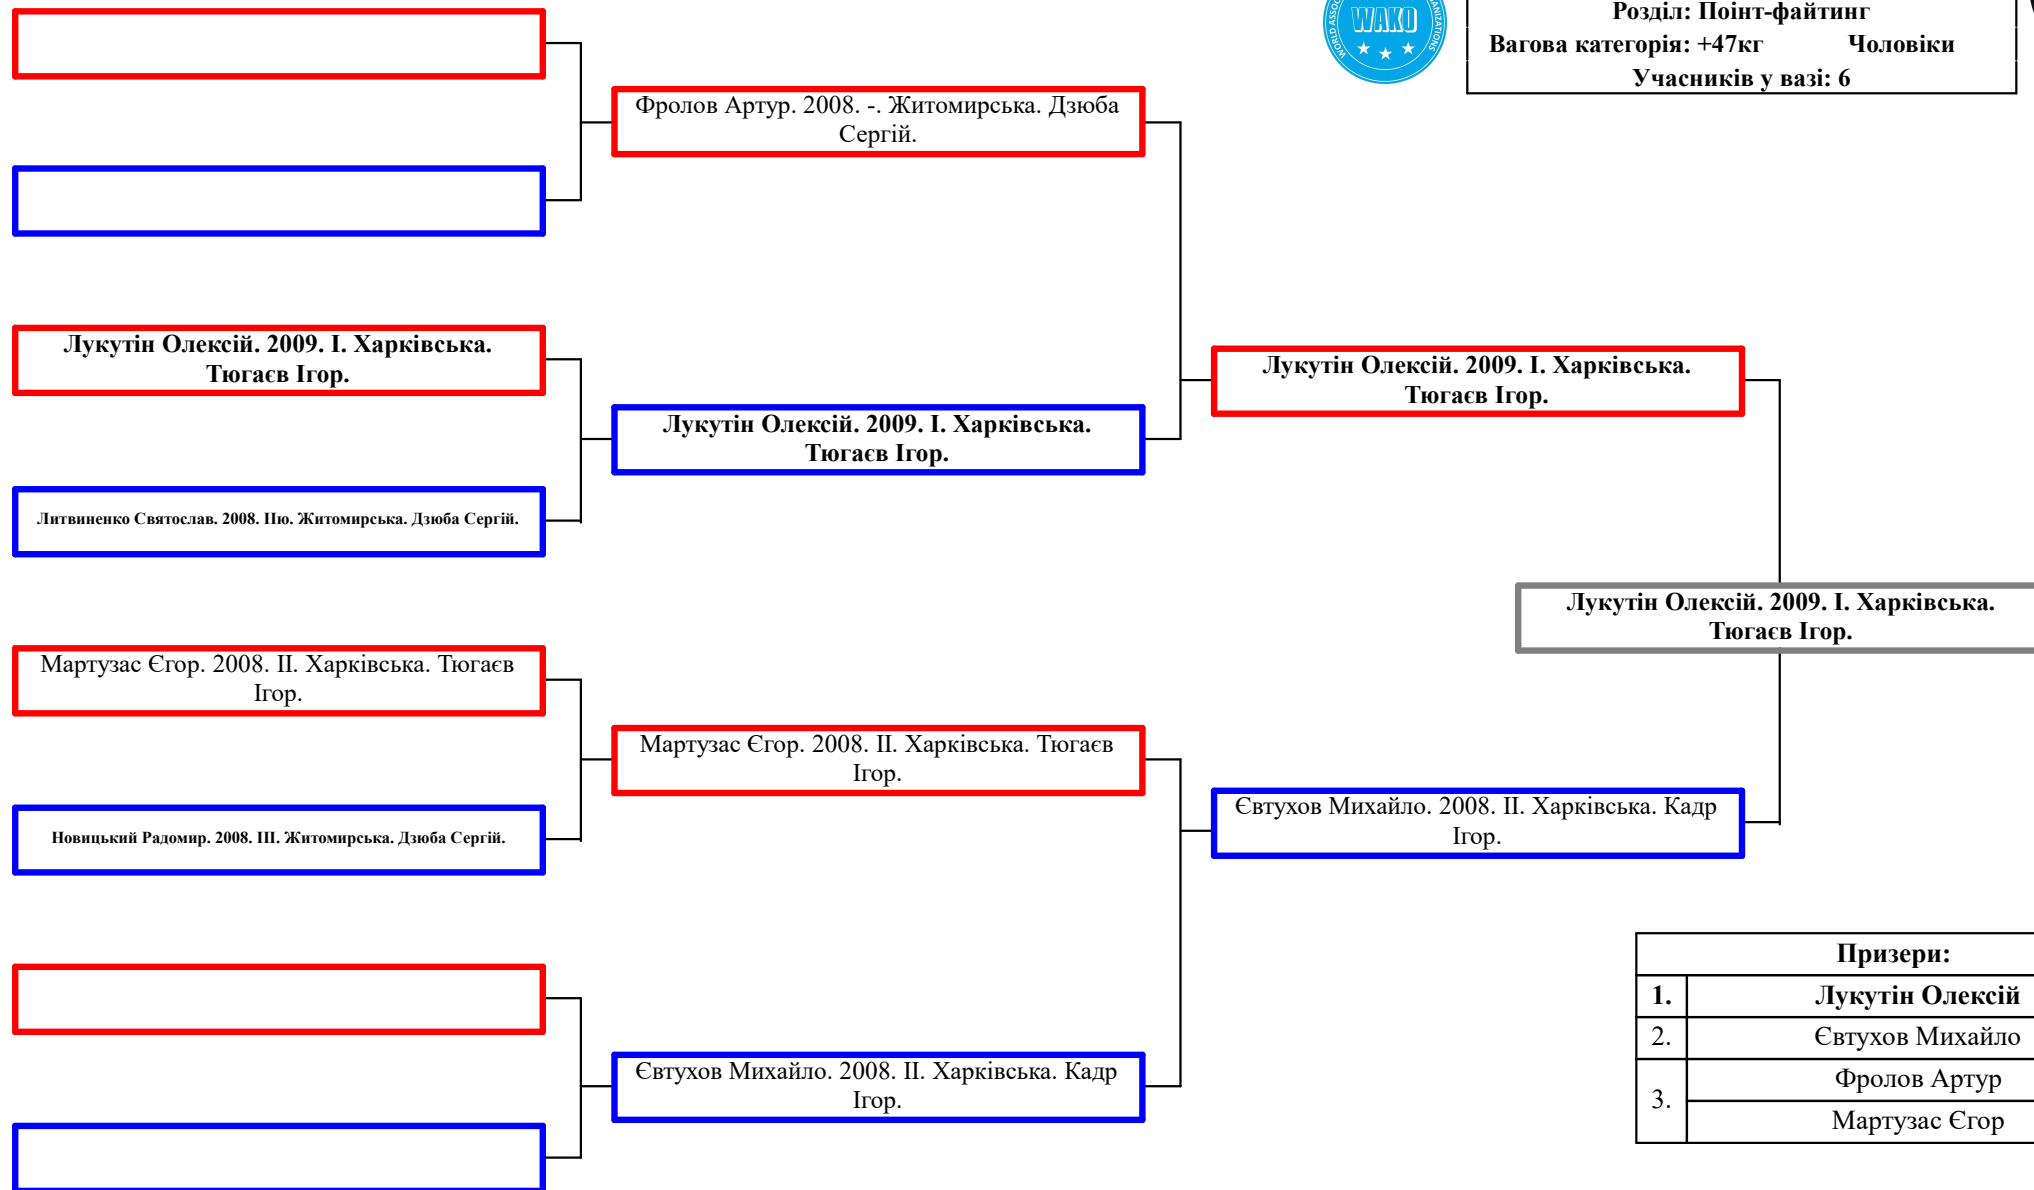 WORLD ASSOC
WAKO
ANIZATIONS
Розділ: Поінт-файтинг
Вагова категорія: +47кг Чоловіки
Учасників у вазі: 6
Фролов Артур. 2008. -. Житомирська. Дзюба
Сергій.
Лукутін Олексій. 2009. I. Харківська.
Тюгаєв Ігор.
Лукутін Олексій. 2009. I. Харківська.
Тюгаєв Ігор.
Лукутін Олексій. 2009. I. Харківська.
Тюгаєв Ігор.
Литвиненко Святослав. 2008. IIю. Житомирська. Дзюба Сергій.
Лукутін Олексій. 2009. I. Харківська.
Тюгаєв Ігор.
Мартузас Єгор. 2008. II. Харківська. Тюгаєв
Ігор.
Мартузас Єгор. 2008. II. Харківська. Тюгаєв
Ігор.
Новицький Радомир. 2008. III. Житомирська. Дзюба Сергій.
Євтухов Михайло. 2008. II. Харківська. Кадр
Ігор.
Євтухов Михайло. 2008. II. Харківська. Кадр
Ігор.
Призери:
1. Лукутін Олексій
2. Євтухов Михайло
3. Фролов Артур
Мартузас Єгор